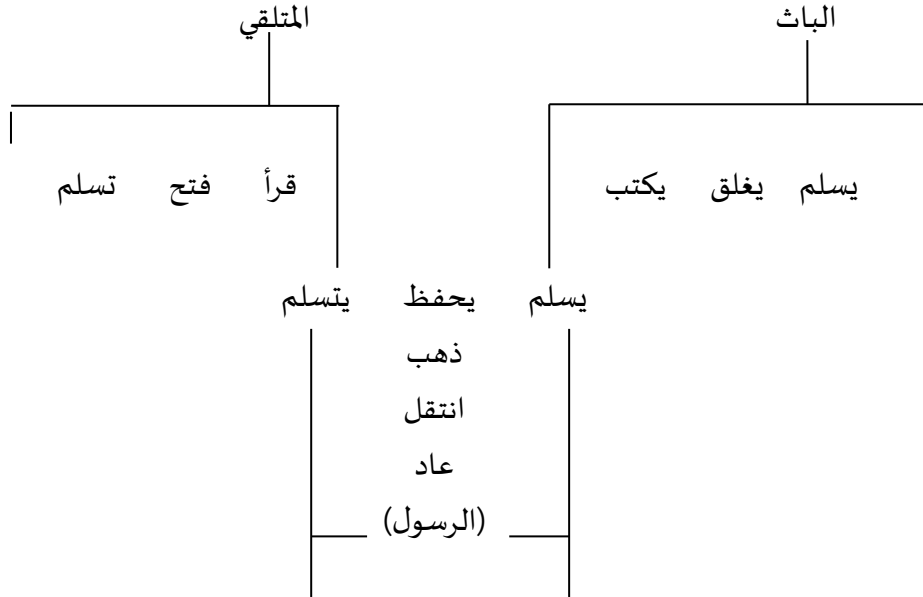 الباث المتلقي
يسلم يغلق يكتب قرأ فتح تسلم
يسلم يحفظ يتسلم
ذهب
انتقل
عاد
(الرسول)